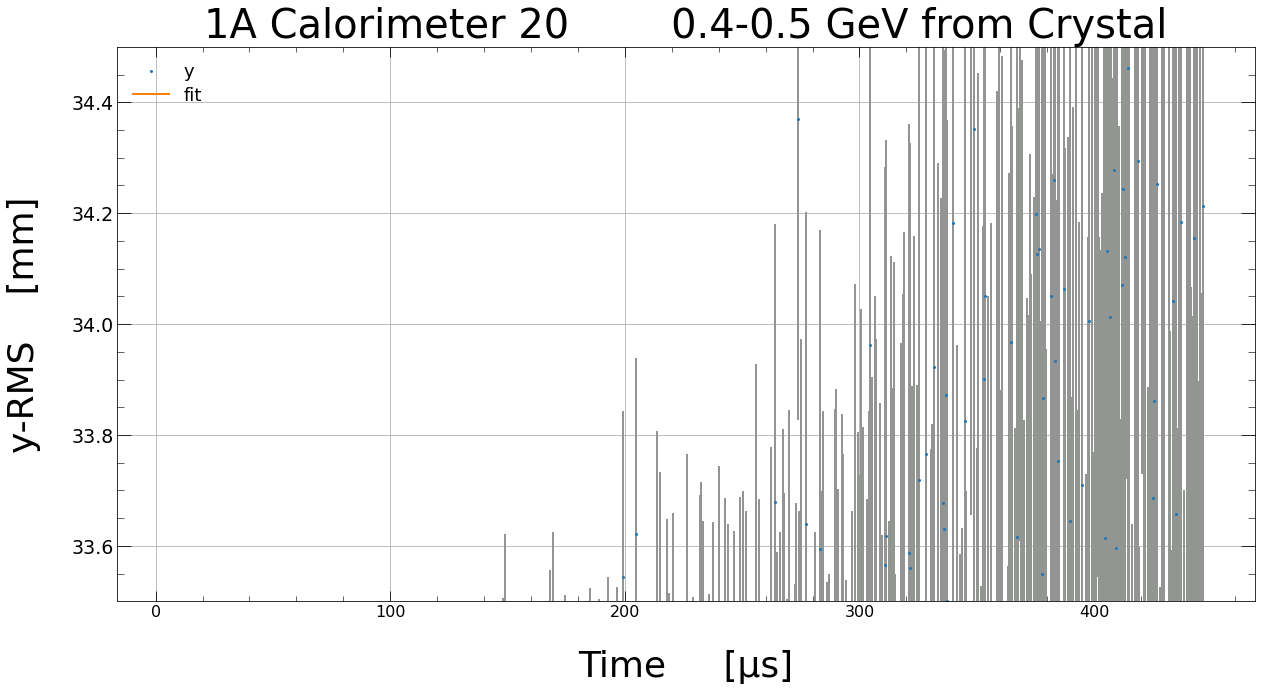 1A Calorimeter 20 0.4-0.5 GeV from Crystal
y
fit
34.4
34.2
34.0
33.8
33.6
y-RMS [mm]
0 100 200 300 400
Time [µs]